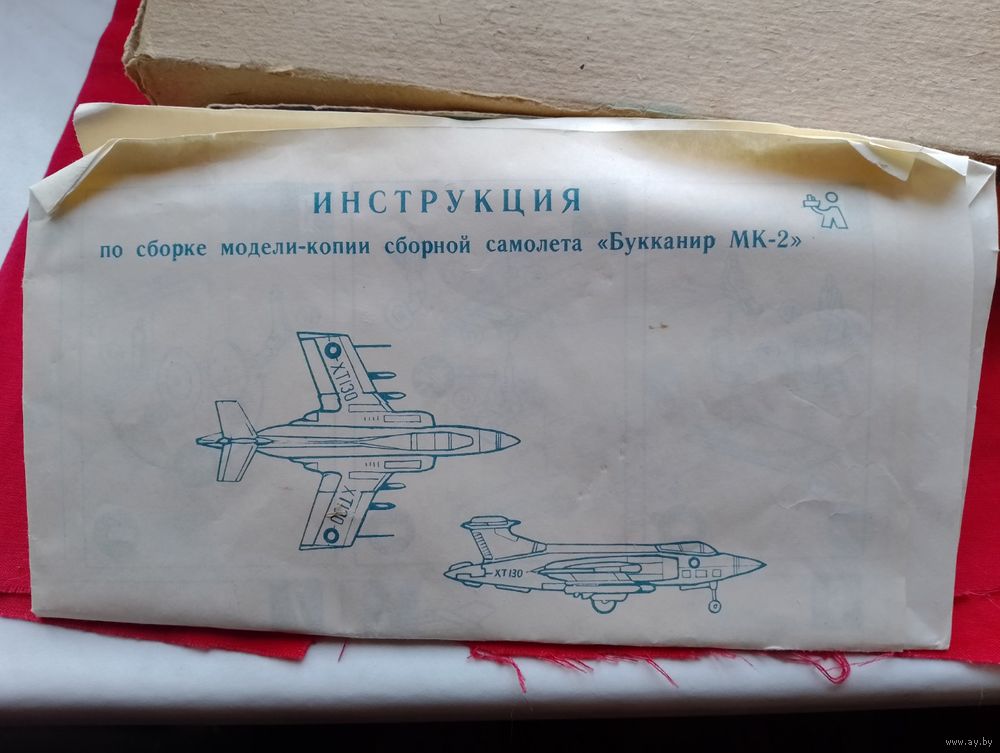 ИНСТРУКЦИЯ
по сборке модели-копии сборной самолета «Букканир МК-2»
XT130
XT130
XT130
www.ay.by